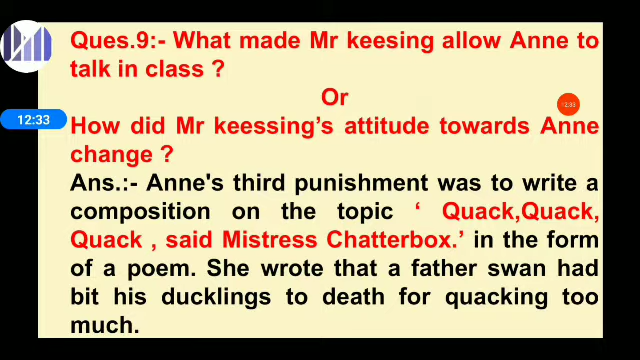 Ques.9:- What made Mr keesing allow Anne to
talk in class ?
Or
12:33
12:33
How did Mr keessing's attitude towards Anne
change ?
Ans.:- Anne's third punishment was to write a
composition on the topic ‘ Quack,Quack,
Quack , said Mistress Chatterbox.’ in the form
of a poem. She wrote that a father swan had
bit his ducklings to death for quacking too
much.